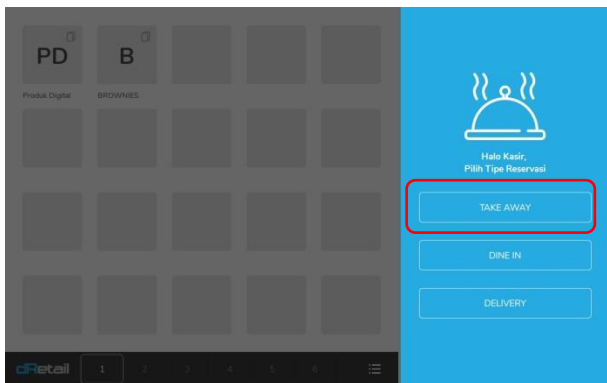 PD
B
Produk Digital
BROWNIES
Halo Kasir,
Pilih Tipe Reservasi
TAKE AWAY
DINE IN
DELIVERY
dRetail
1
2
3
4
5
6